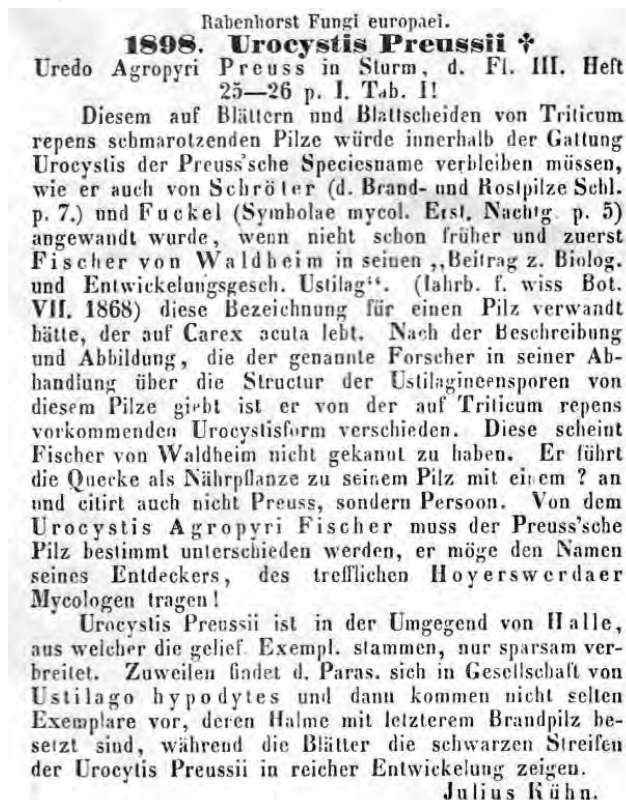 Rabenhorst Fungi europaei.
1898. Urocystis Preussii †
Uredo Agropyri Preuss in Sturm, d. Fl. III. Heft
25—26 p. I. Tab. I!
Diesem auf Blättern und Blattscheiden von Triticum
repens schmarotzenden Pilze würde innerhalb der Gattung
Urocystis der Preuss'sche Speciesname verbleiben müssen,
wie er auch von Schröter (d. Brand- und Rostpilze Schl.
p. 7.) und Fuckel (Symbolae mycol. Erst. Nachtg. p. 5)
angewandt wurde, wenn nicht schon früher und zuerst
Fischer von Waldheim in seinen „Beitrag z. Biolog.
und Entwickelungsgesch. Ustilag“. (Iahrb. f. wiss Bot.
VII. 1868) diese Bezeichnung für einen Pilz verwandt
hätte, der auf Carex acuta lebt. Nach der Beschreibung
und Abbildung, die der genannte Forscher in seiner Ab-
handlung über die Structur der Ustilagineensporen von
diesem Pilze giebt ist er von der auf Triticum repens
vorkommenden Urocystisform verschieden. Diese scheint
Fischer von Waldheim nicht gekannt zu haben. Er führt
die Quecke als Nährpflanze zu seinem Pilz mit einem ? an
und citirt auch nicht Preuss, sondern Persoon. Von dem
Urocystis Agropyri Fischer muss der Preuss'sche
Pilz bestimmt unterschieden werden, er möge den Namen
seines Entdeckers, des trefflichen Hoyerswerdaer
Mycologen tragen!
Urocystis Preussii ist in der Umgegend von Halle,
aus welcher die gelief. Exempl. stammen, nur sparsam ver-
breitet. Zuweilen findet d. Paras. sich in Gesellschaft von
Ustilago hypodytes und dann kommen nicht selten
Exemplare vor, deren Halme mit letzterem Brandpilz be-
setzt sind, während die Blätter die schwarzen Streifen
der Urocytis Preussii in reicher Entwickelung zeigen.
Julius Kühn.